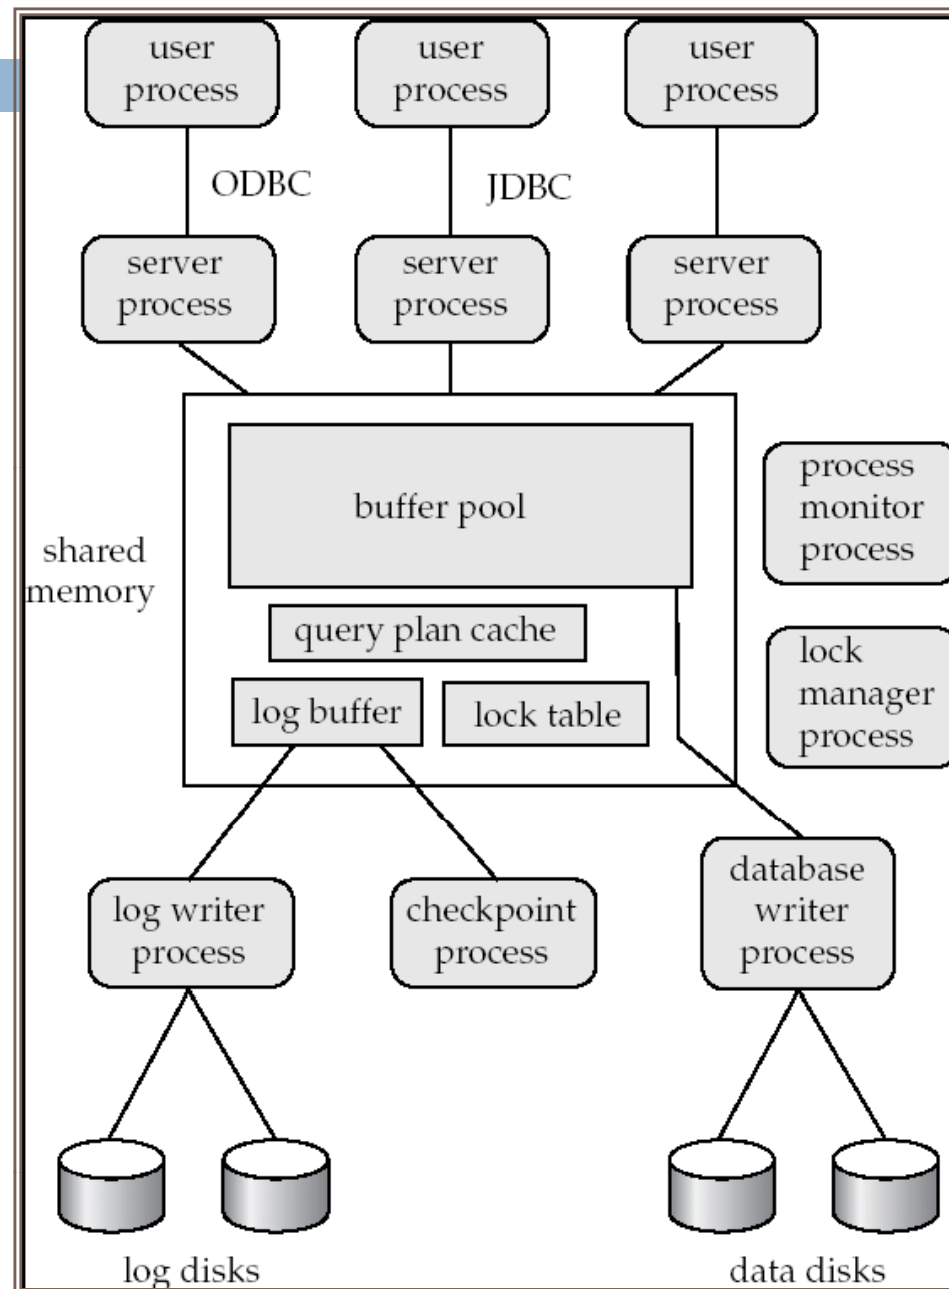 user
process
user
process
user
process
ODBC
JDBC
server
process
server
process
server
process
buffer pool
shared
memory
process
monitor
process
query plan cache
lock
manager
process
log buffer
lock table
log writer
process
checkpoint
process
database
writer
process
log disks
data disks